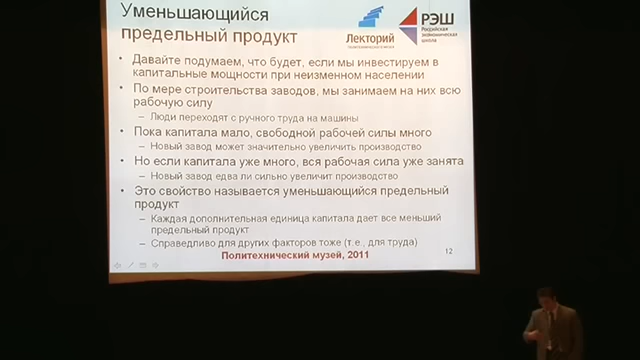 Уменьшающийся
предельный продукт
Лекторий
РЭШ
Российская
экономическая
школа
• Давайте подумаем, что будет, если мы инвестируем в
капитальные мощности при неизменном населении
• По мере строительства заводов, мы занимаем на них всю
рабочую силу
– Люди переходят с ручного труда на машины
• Пока капитала мало, свободной рабочей силы много
– Новый завод может значительно увеличить производство
• Но если капитала уже много, вся рабочая сила уже занята
– Новый завод едва ли сильно увеличит производство
• Это свойство называется уменьшающийся предельный
продукт
– Каждая дополнительная единица капитала дает все меньший
предельный продукт
– Справедливо для других факторов тоже (т.е., для труда)
Политехнический музей, 2011
12